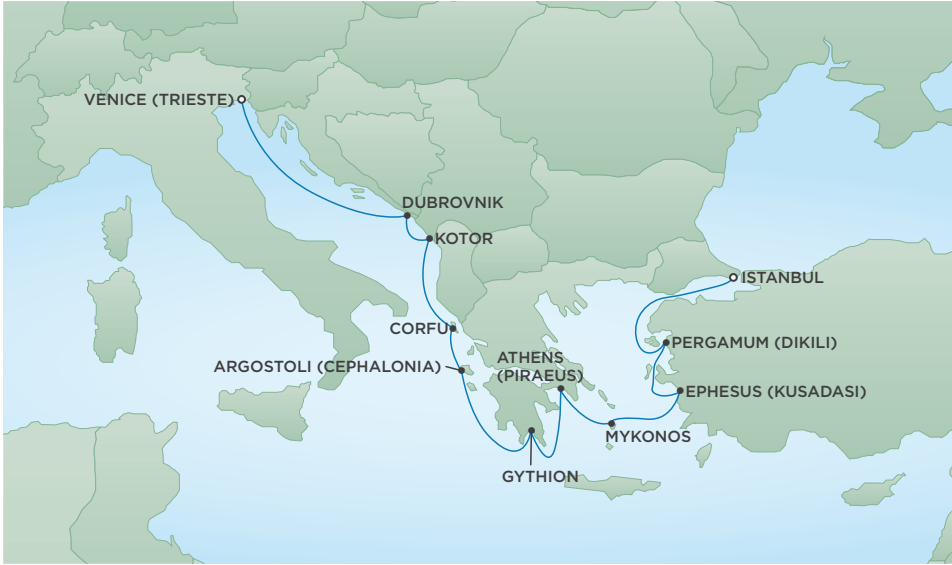 VENICE (TRIESTE)
DUBROVNIK
KOTOR
ISTANBUL
CORFU
PERGAMUM (DIKILI)
ATHENS
(PIRAEUS)
ARGOSTOLI (CEPHALONIA)
EPHESUS (KUSADASI)
MYKONOS
GYTHION